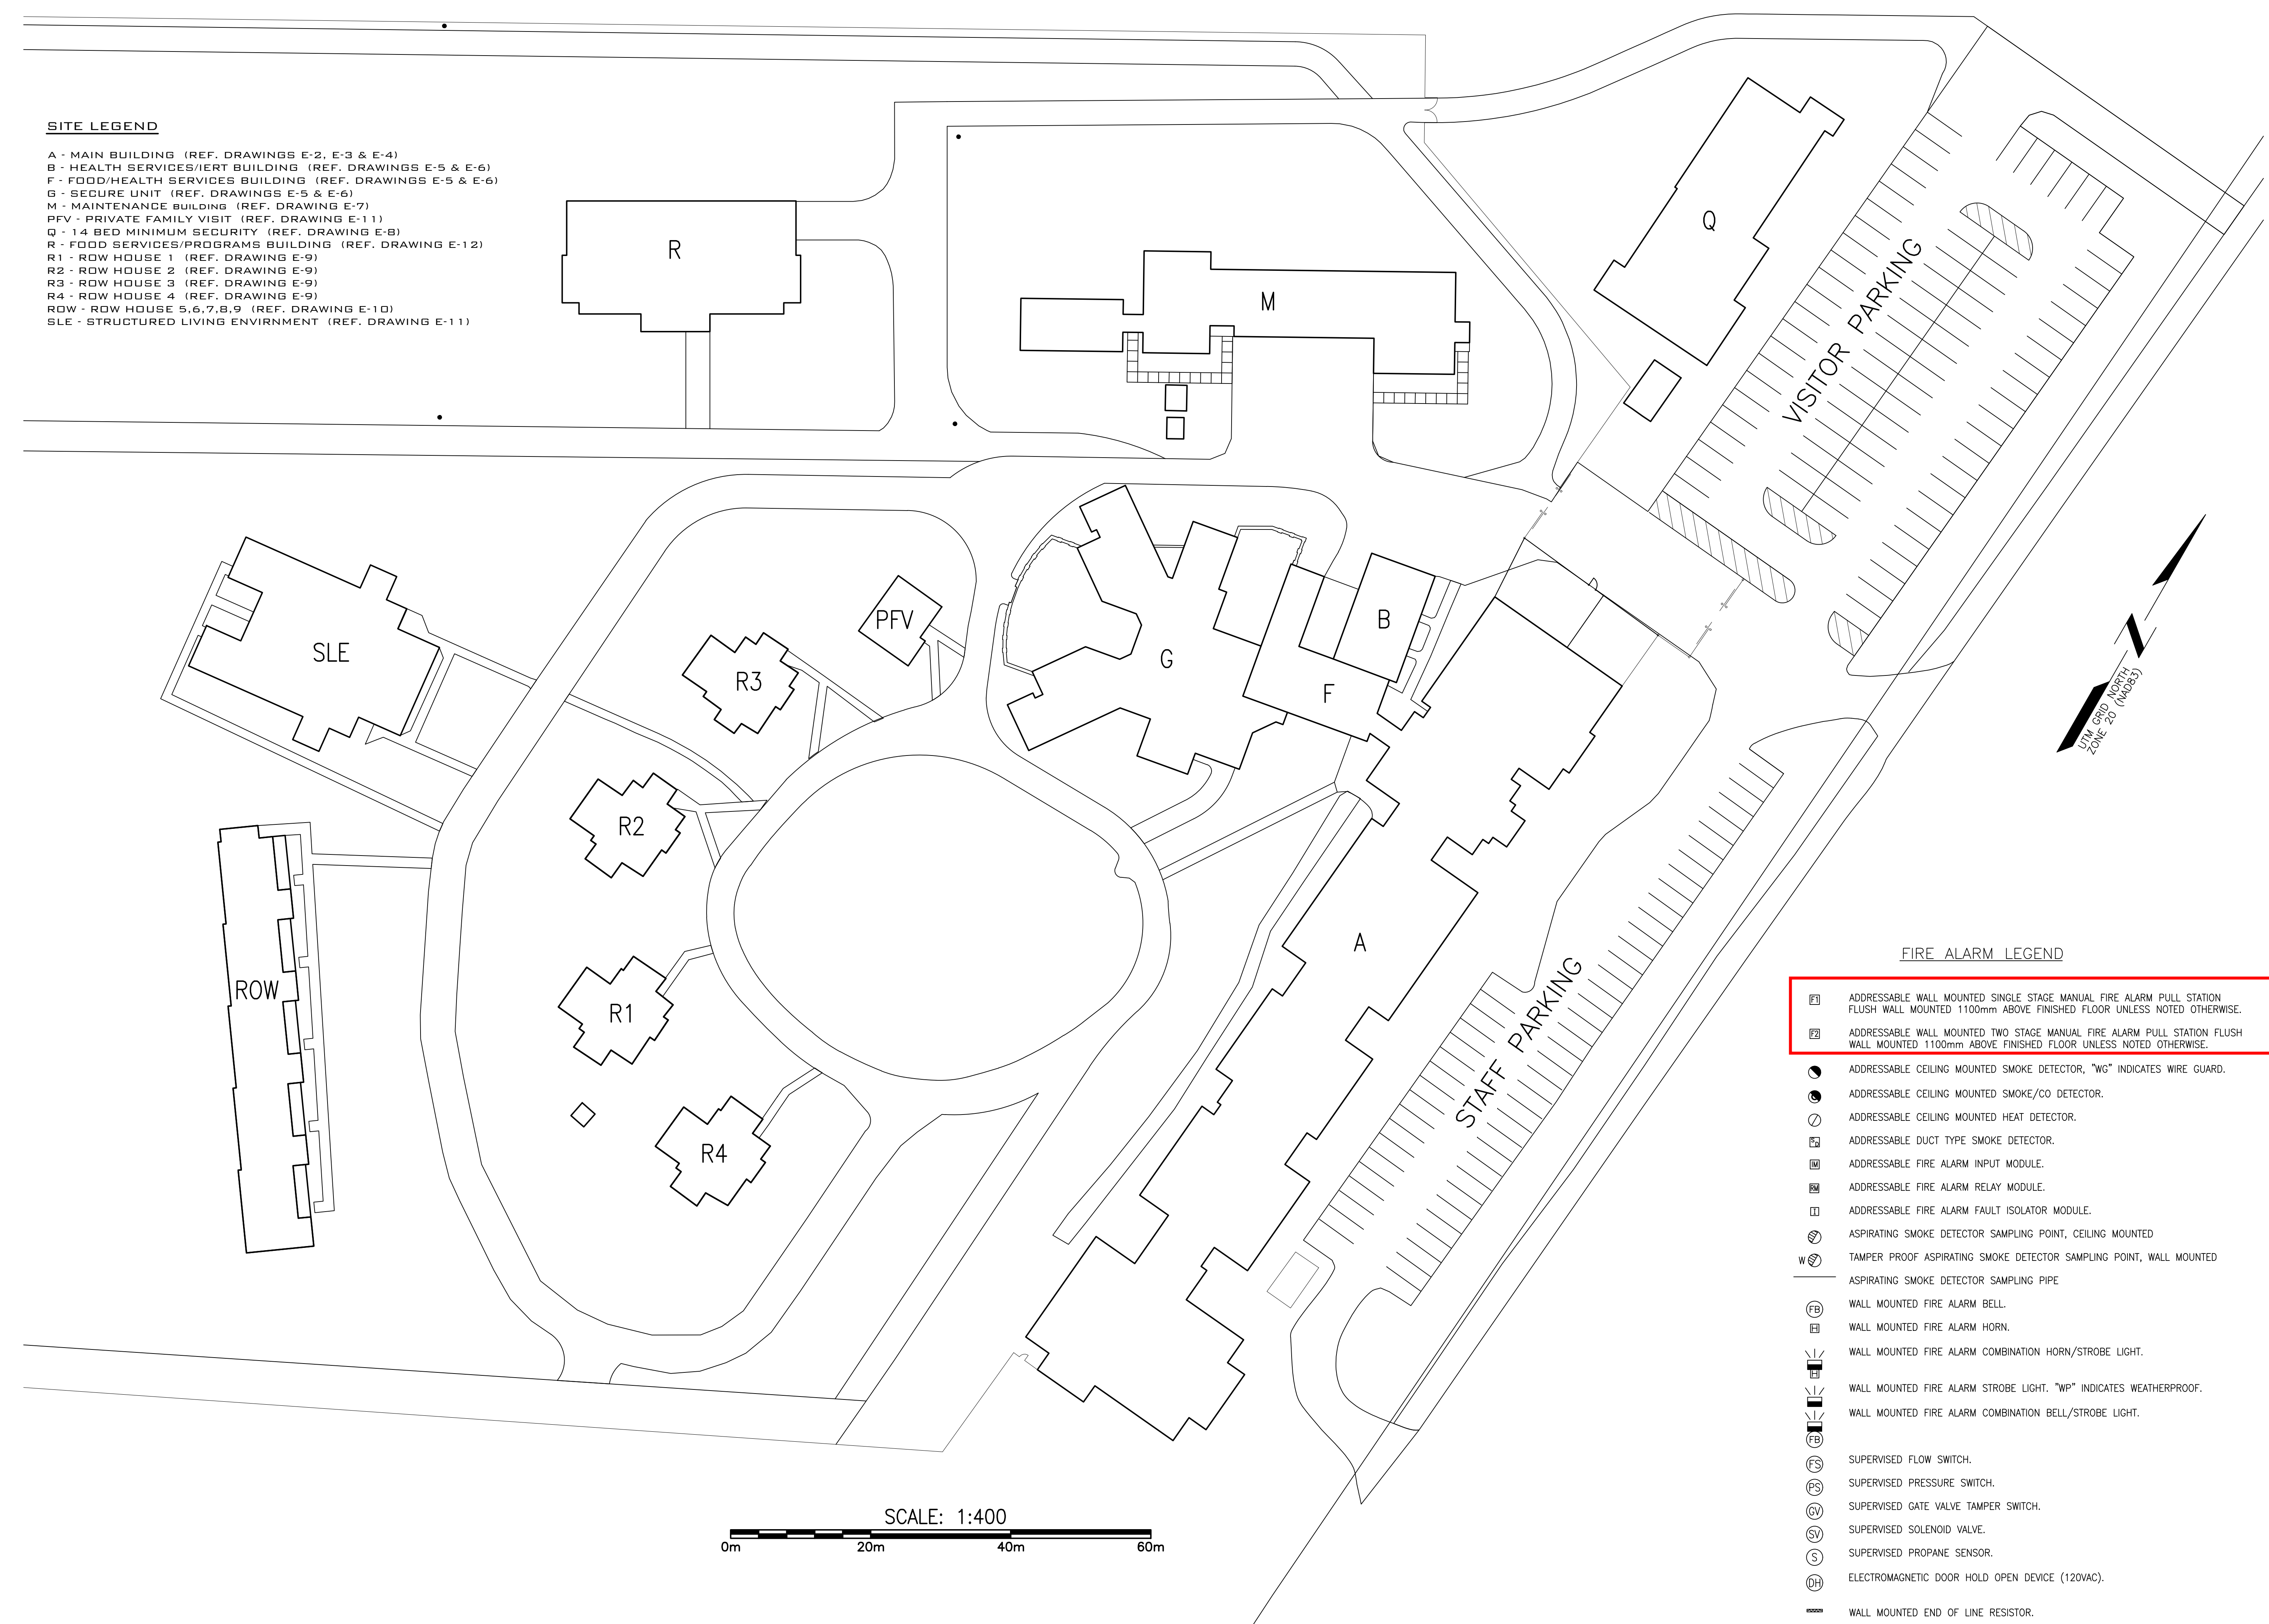 SITE LEGEND
A - MAIN BUILDING (REF. DRAWINGS E-2, E-3 & E-4)
B - HEALTH SERVICES/IERT BUILDING (REF. DRAWINGS E-5 & E-6)
F - FOOD/HEALTH SERVICES BUILDING (REF. DRAWINGS E-5 & E-6)
G - SECURE UNIT (REF. DRAWINGS E-5 & E-6)
M - MAINTENANCE BUILDING (REF. DRAWING E-7)
PFV - PRIVATE FAMILY VISIT (REF. DRAWING E-11)
Q - 14 BED MINIMUM SECURITY (REF. DRAWING E-8)
R - FOOD SERVICES/PROGRAMS BUILDING (REF. DRAWING E-12)
R1 - ROW HOUSE 1 (REF. DRAWING E-9)
R2 - ROW HOUSE 2 (REF. DRAWING E-9)
R3 - ROW HOUSE 3 (REF. DRAWING E-9)
R4 - ROW HOUSE 4 (REF. DRAWING E-9)
ROW - ROW HOUSE 5,6,7,8,9 (REF. DRAWING E-10)
SLE - STRUCTURED LIVING ENVIRNMENT (REF. DRAWING E-11)
R
M
Q
VISITOR PARKING
SLE
PFV
R3
G
B
F
R2
ROW
R1
R4
A
STAFF PARKING
UTM GRID NORTH
ZONE 20 (NAD83)
SCALE: 1:400
0m 20m 40m 60m
FIRE ALARM LEGEND
F1 ADDRESSABLE WALL MOUNTED SINGLE STAGE MANUAL FIRE ALARM PULL STATION
FLUSH WALL MOUNTED 1100mm ABOVE FINISHED FLOOR UNLESS NOTED OTHERWISE.
F2 ADDRESSABLE WALL MOUNTED TWO STAGE MANUAL FIRE ALARM PULL STATION FLUSH
WALL MOUNTED 1100mm ABOVE FINISHED FLOOR UNLESS NOTED OTHERWISE.
ADDRESSABLE CEILING MOUNTED SMOKE DETECTOR, "WG" INDICATES WIRE GUARD.
ADDRESSABLE CEILING MOUNTED SMOKE/CO DETECTOR.
ADDRESSABLE CEILING MOUNTED HEAT DETECTOR.
SD ADDRESSABLE DUCT TYPE SMOKE DETECTOR.
IM ADDRESSABLE FIRE ALARM INPUT MODULE.
RM ADDRESSABLE FIRE ALARM RELAY MODULE.
I ADDRESSABLE FIRE ALARM FAULT ISOLATOR MODULE.
ASPIRATING SMOKE DETECTOR SAMPLING POINT, CEILING MOUNTED
W TAMPER PROOF ASPIRATING SMOKE DETECTOR SAMPLING POINT, WALL MOUNTED
ASPIRATING SMOKE DETECTOR SAMPLING PIPE
FB WALL MOUNTED FIRE ALARM BELL.
H WALL MOUNTED FIRE ALARM HORN.
WALL MOUNTED FIRE ALARM COMBINATION HORN/STROBE LIGHT.
H
WALL MOUNTED FIRE ALARM STROBE LIGHT. "WP" INDICATES WEATHERPROOF.
WALL MOUNTED FIRE ALARM COMBINATION BELL/STROBE LIGHT.
FB
FS SUPERVISED FLOW SWITCH.
PS SUPERVISED PRESSURE SWITCH.
GV SUPERVISED GATE VALVE TAMPER SWITCH.
SV SUPERVISED SOLENOID VALVE.
S SUPERVISED PROPANE SENSOR.
DH ELECTROMAGNETIC DOOR HOLD OPEN DEVICE (120VAC).
WALL MOUNTED END OF LINE RESISTOR.